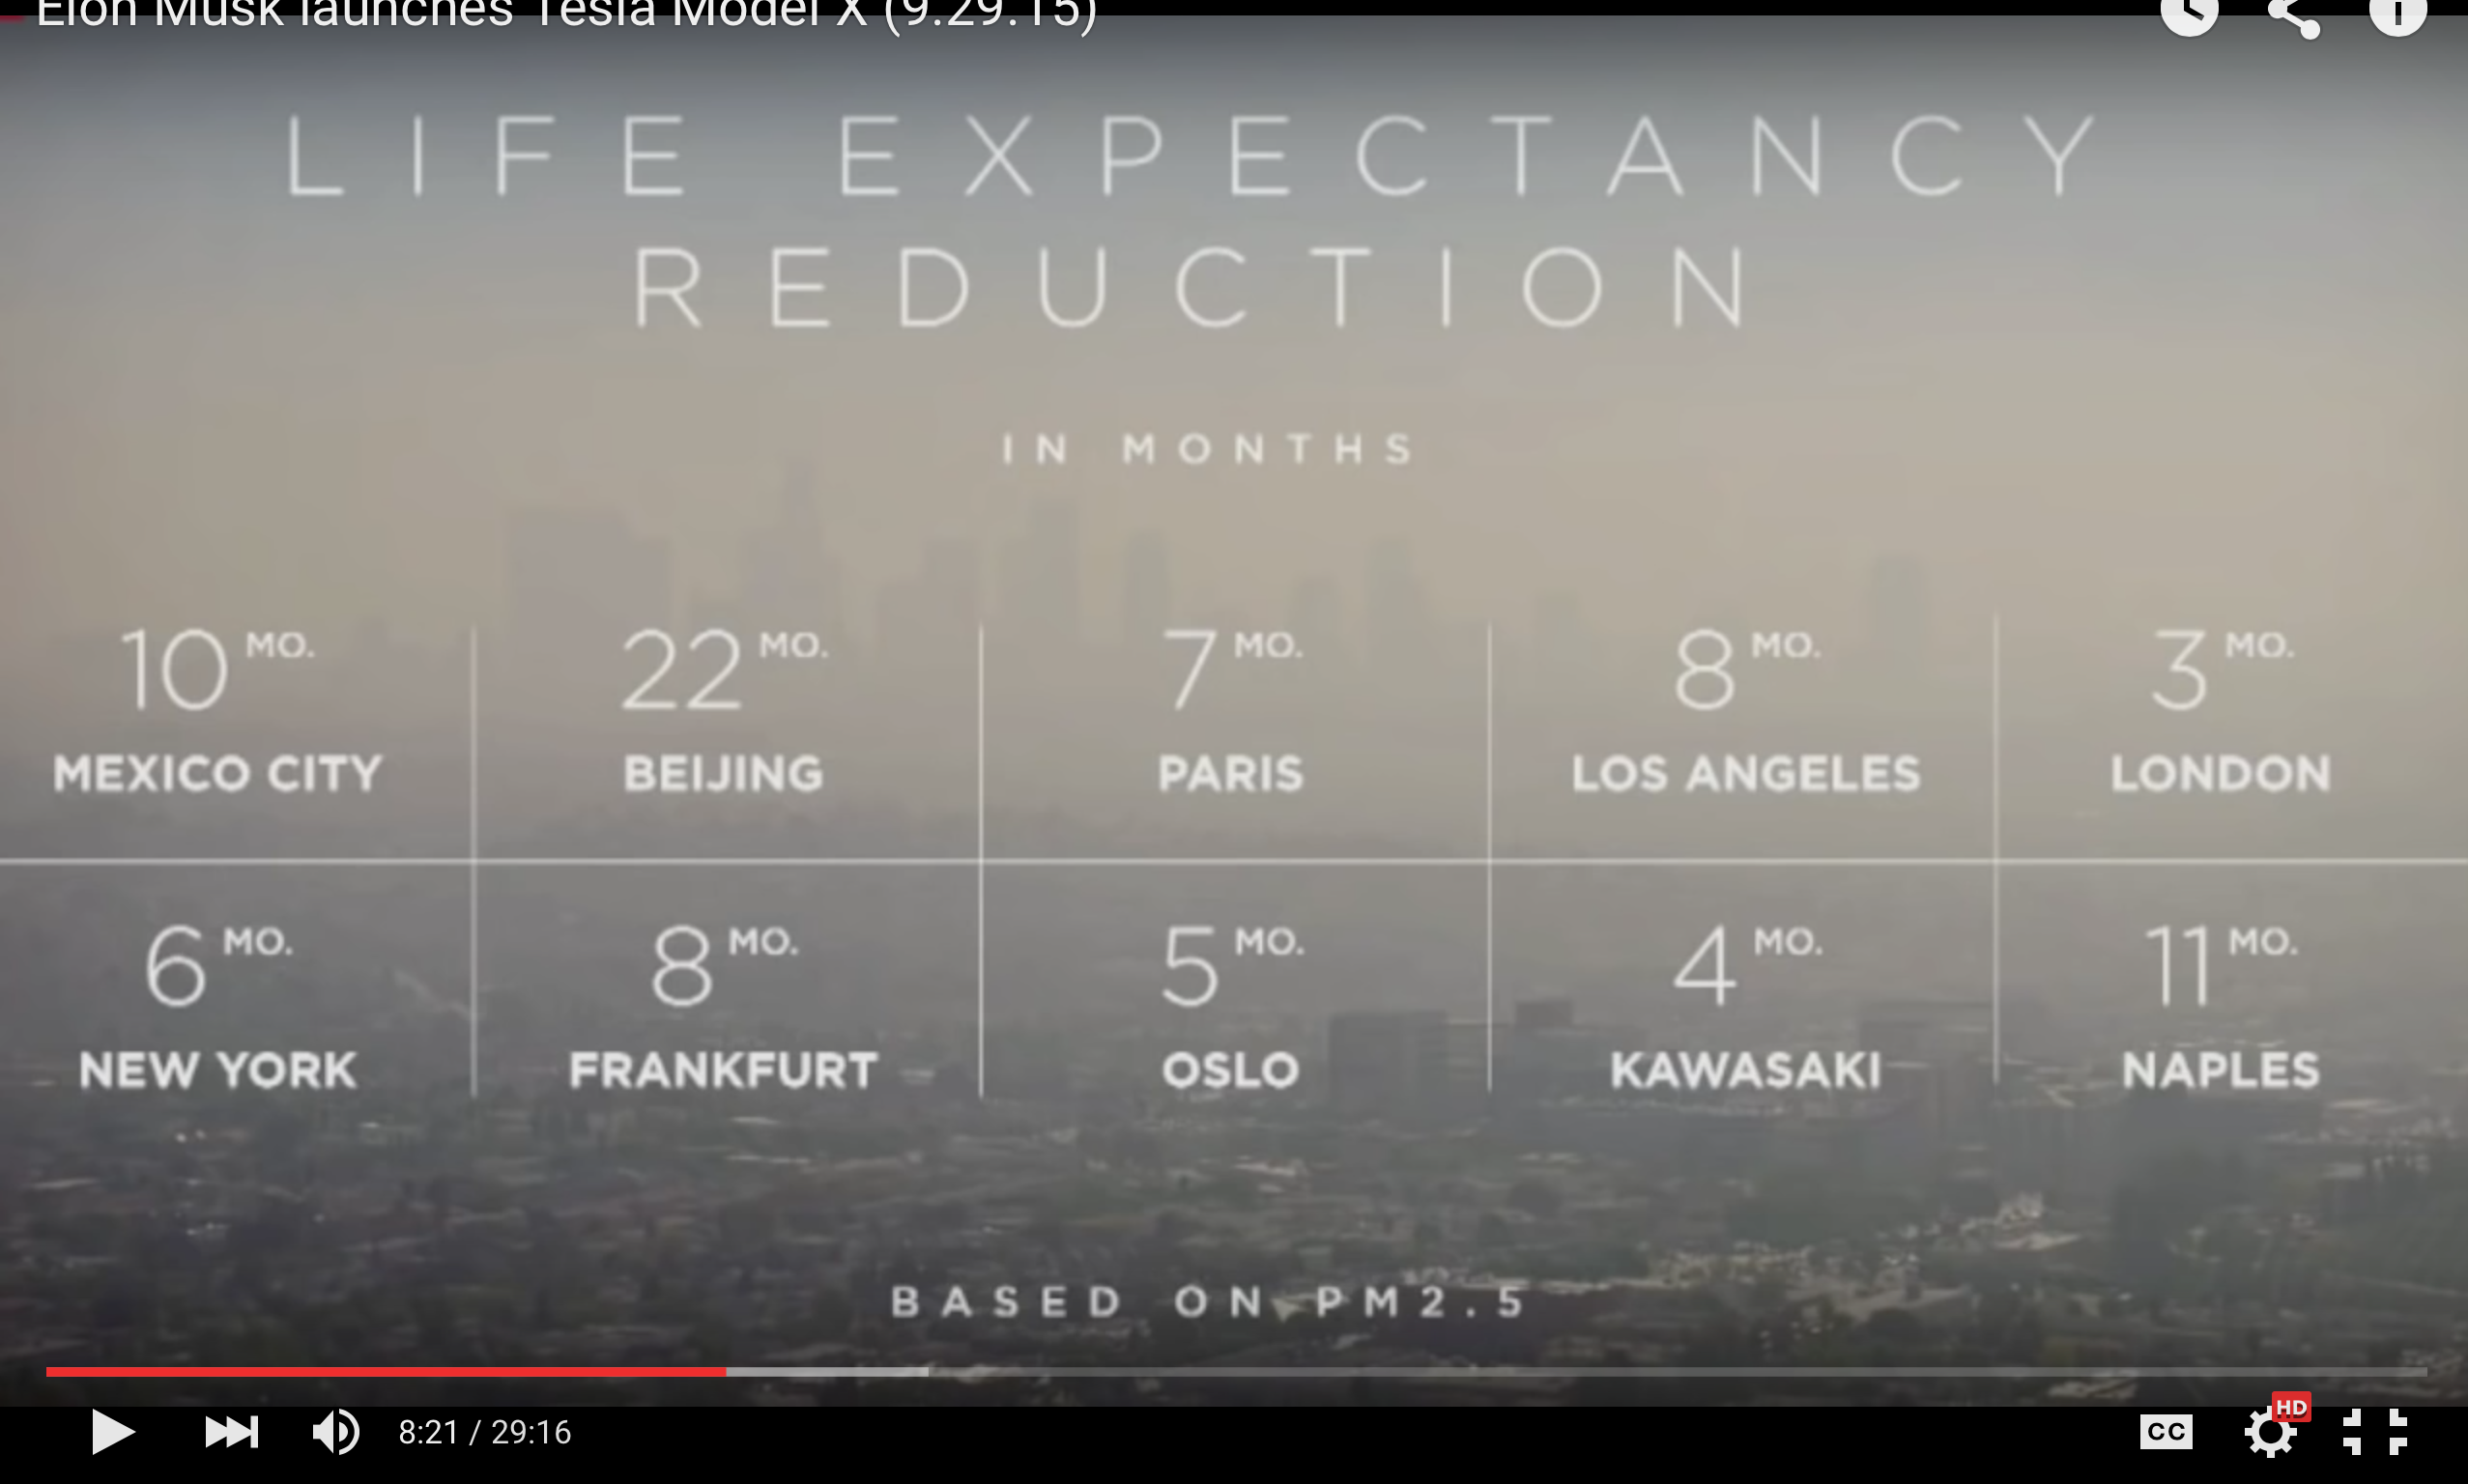 Elon Musk launches Tesla Model X (9.29.15)
LIFE EXPECTANCY
REDUCTION
IN MONTHS
10 MO. 22 MO. 7 MO. 8 MO. 3 MO.
MEXICO CITY BEIJING PARIS LOS ANGELES LONDON
6 MO. 8 MO. 5 MO. 4 MO. 11 MO.
NEW YORK FRANKFURT OSLO KAWASAKI NAPLES
BASED ON PM2.5
8:21 / 29:16
CC
HD